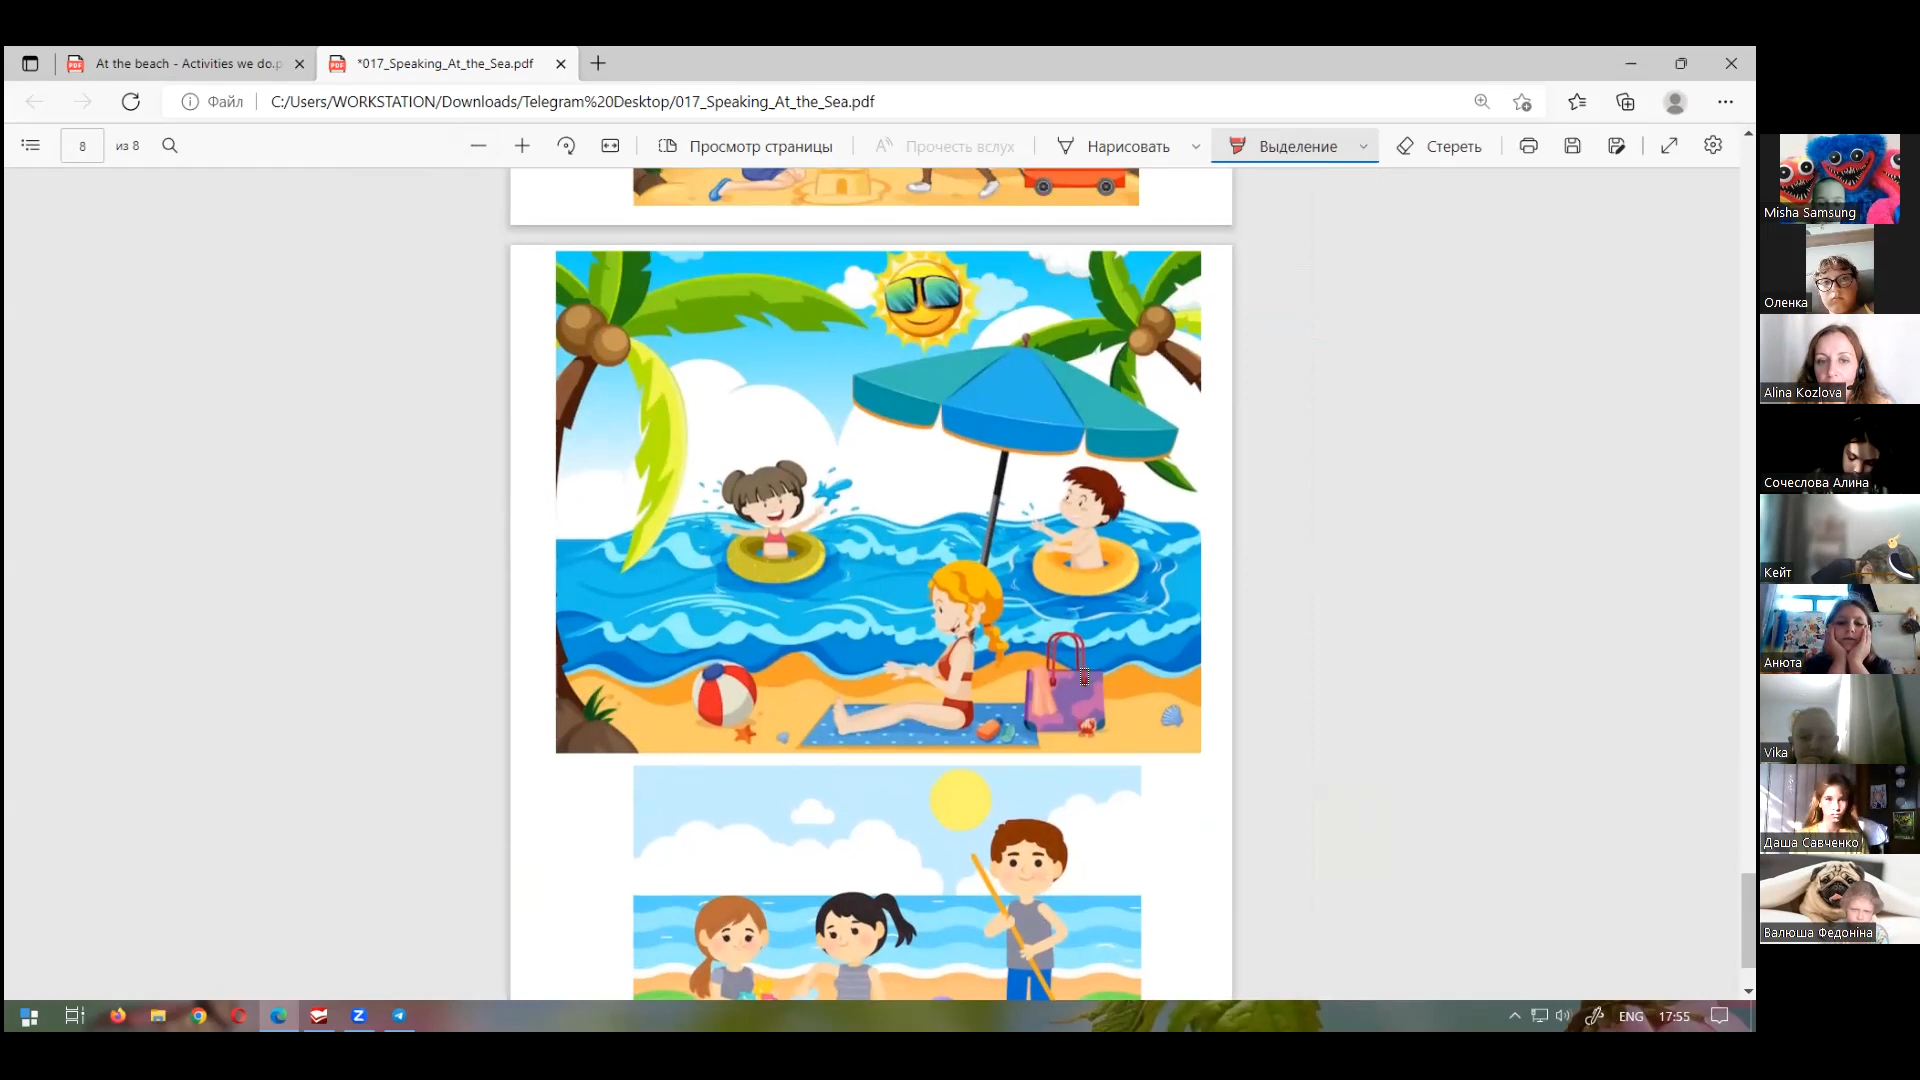 At the beach - Activities we do.p
*017_Speaking_At_the_Sea.pdf
Файл
C:/Users/WORKSTATION/Downloads/Telegram%20Desktop/017_Speaking_At_the_Sea.pdf
8 из 8
Просмотр страницы
Прочесть вслух
Нарисовать
Выделение
Стереть
Misha Samsung
Оленка
Alina Kozlova
Сочеслова Алина
Кейт
Анюта
Vika
Даша Савченко
Валюша Федоніна
ENG 17:55